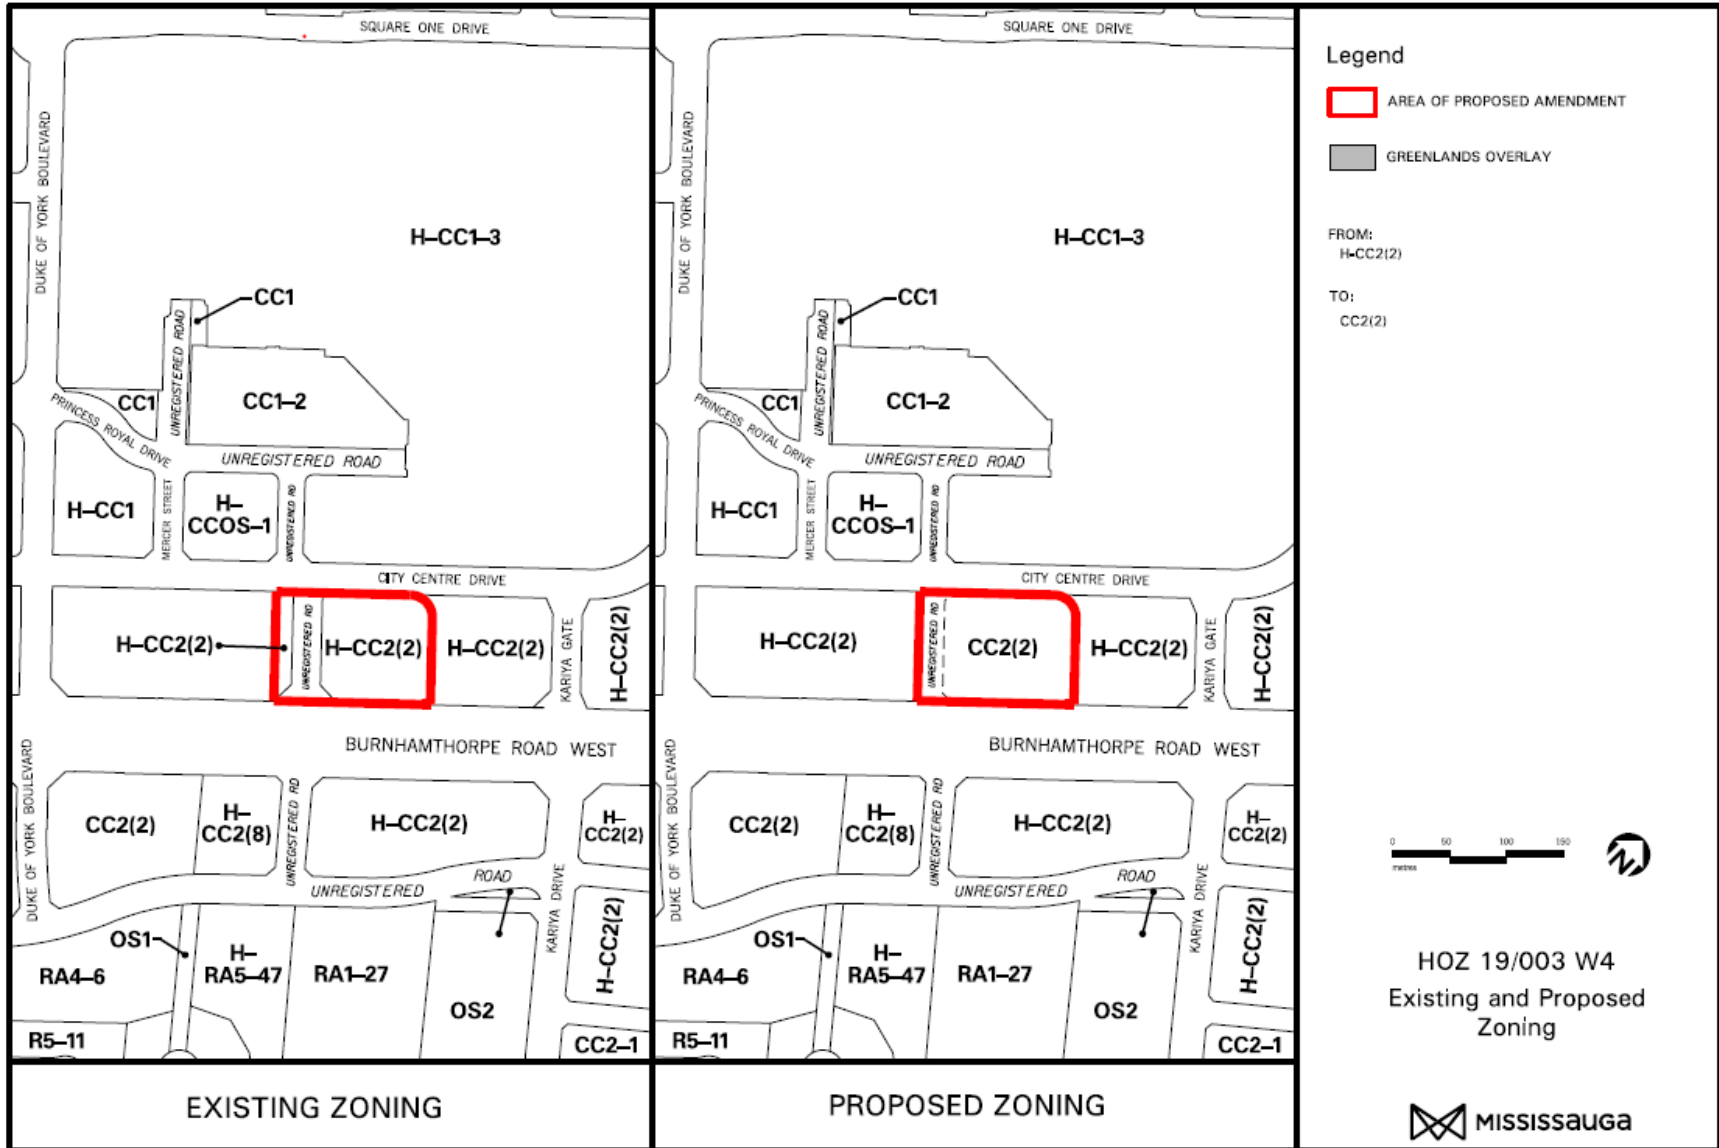 SQUARE ONE DRIVE
DUKE OF YORK BOULEVARD
H–CC1–3
CC1
UNREGISTERED ROAD
CC1
CC1–2
PRINCESS ROYAL DRIVE
UNREGISTERED ROAD
H–CC1
MERCER STREET
H–
CCOS–1
UNREGISTERED RD
CITY CENTRE DRIVE
H–CC2(2)
UNREGISTERED RD
H–CC2(2)
H–CC2(2)
KARIYA GATE
H–CC2(2)
BURNHAMTHORPE ROAD WEST
DUKE OF YORK BOULEVARD
CC2(2)
H–
CC2(8)
UNREGISTERED RD
H–CC2(2)
H–
CC2(2)
UNREGISTERED
ROAD
KARIYA DRIVE
H–CC2(2)
OS1
RA4–6
H–
RA5–47
RA1–27
OS2
R5–11
CC2–1
EXISTING ZONING
SQUARE ONE DRIVE
DUKE OF YORK BOULEVARD
H–CC1–3
CC1
UNREGISTERED ROAD
CC1
CC1–2
PRINCESS ROYAL DRIVE
UNREGISTERED ROAD
H–CC1
MERCER STREET
H–
CCOS–1
UNREGISTERED RD
CITY CENTRE DRIVE
H–CC2(2)
UNREGISTERED RD
CC2(2)
H–CC2(2)
KARIYA GATE
H–CC2(2)
BURNHAMTHORPE ROAD WEST
DUKE OF YORK BOULEVARD
CC2(2)
H–
CC2(8)
UNREGISTERED RD
H–CC2(2)
H–
CC2(2)
UNREGISTERED
ROAD
KARIYA DRIVE
H–CC2(2)
OS1
RA4–6
H–
RA5–47
RA1–27
OS2
R5–11
CC2–1
PROPOSED ZONING
Legend
AREA OF PROPOSED AMENDMENT
GREENLANDS OVERLAY
FROM:
H-CC2(2)
TO:
CC2(2)
0 50 100 150
metres
N
HOZ 19/003 W4
Existing and Proposed
Zoning
MISSISSAUGA